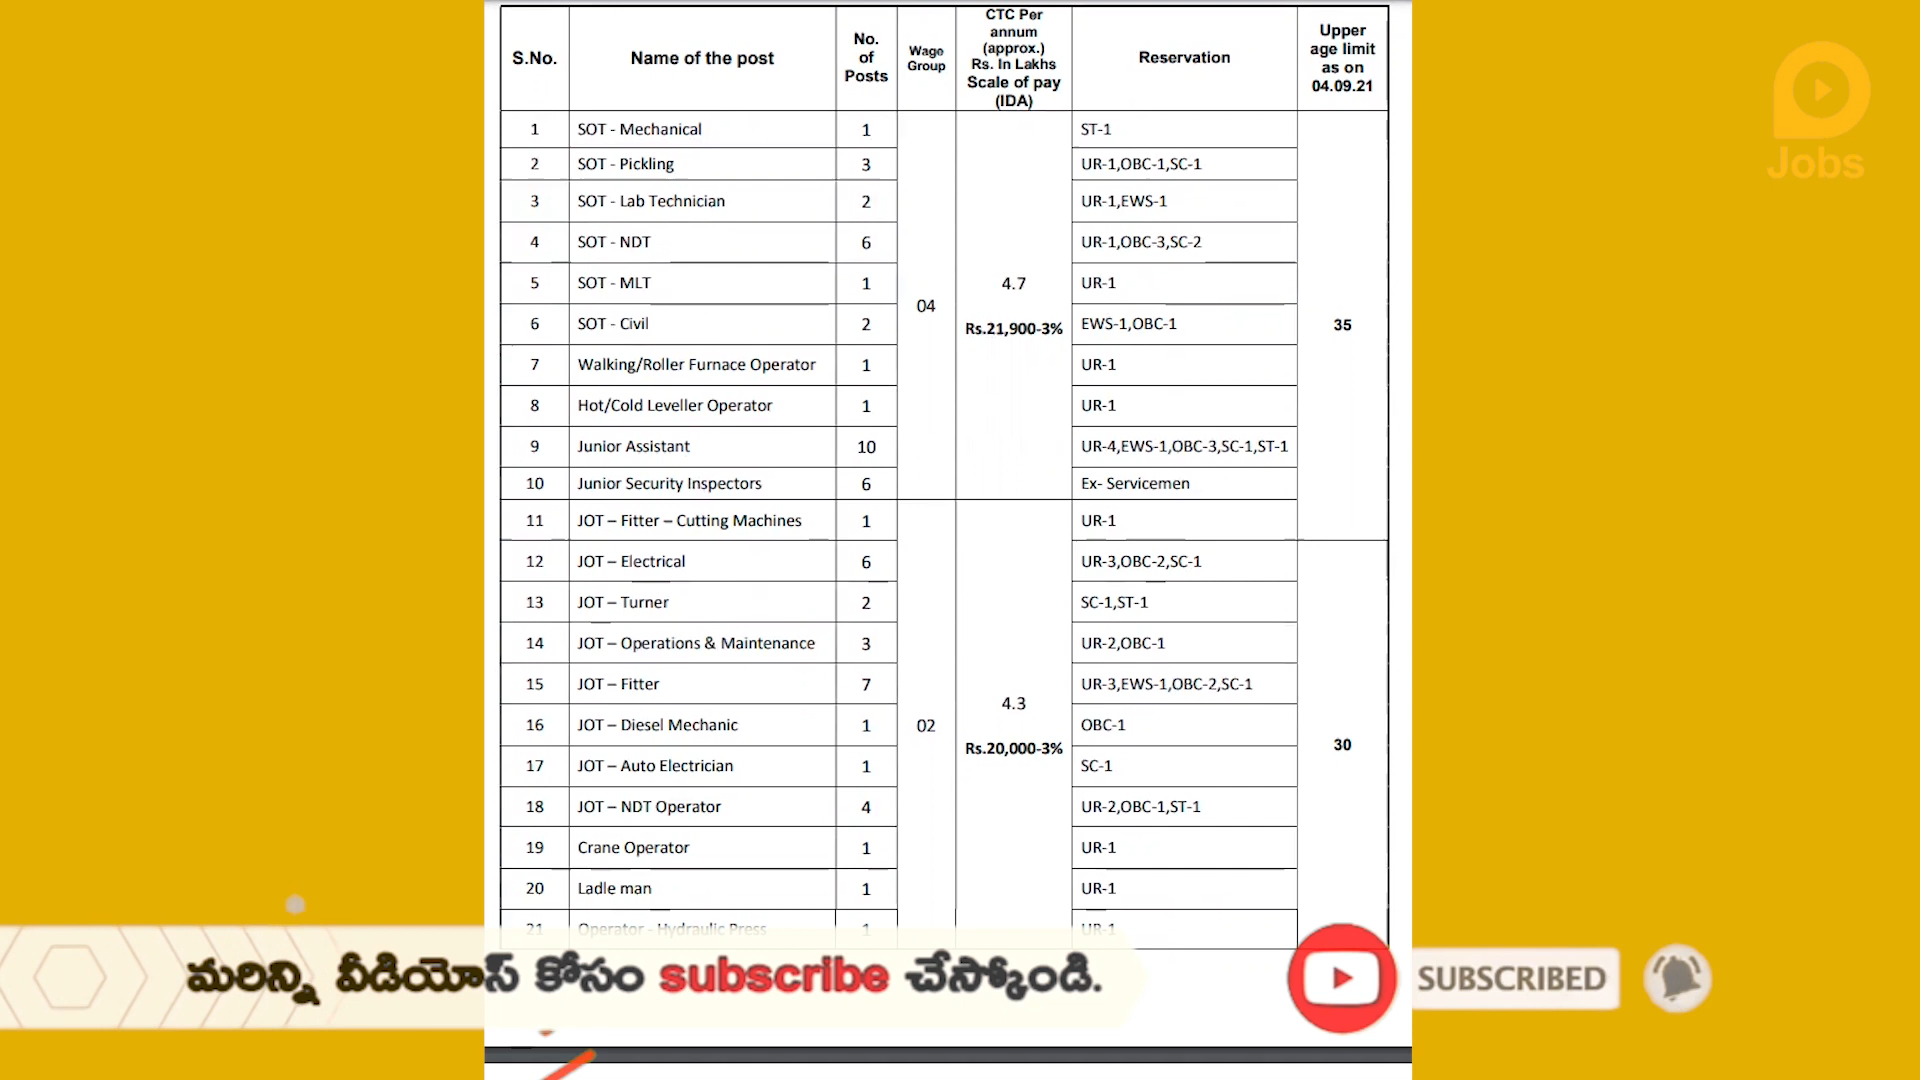 S.No. Name of the post No. of Posts Wage Group CTC Per annum (approx.) Rs. In Lakhs Scale of pay (IDA) Reservation Upper age limit as on 04.09.21
1 SOT - Mechanical 1 ST-1
2 SOT - Pickling 3 UR-1,OBC-1,SC-1
3 SOT - Lab Technician 2 UR-1,EWS-1
4 SOT - NDT 6 UR-1,OBC-3,SC-2
5 SOT - MLT 1 UR-1
04 4.7 Rs.21,900-3% 35
6 SOT - Civil 2 EWS-1,OBC-1
7 Walking/Roller Furnace Operator 1 UR-1
8 Hot/Cold Leveller Operator 1 UR-1
9 Junior Assistant 10 UR-4,EWS-1,OBC-3,SC-1,ST-1
10 Junior Security Inspectors 6 Ex- Servicemen
11 JOT – Fitter – Cutting Machines 1 UR-1
12 JOT – Electrical 6 UR-3,OBC-2,SC-1
13 JOT – Turner 2 SC-1,ST-1
14 JOT – Operations & Maintenance 3 UR-2,OBC-1
15 JOT – Fitter 7 UR-3,EWS-1,OBC-2,SC-1
02 4.3 Rs.20,000-3% 30
16 JOT – Diesel Mechanic 1 OBC-1
17 JOT – Auto Electrician 1 SC-1
18 JOT – NDT Operator 4 UR-2,OBC-1,ST-1
19 Crane Operator 1 UR-1
20 Ladle man 1 UR-1
21 Operator - Hydraulic Press 1 UR-1
Jobs
మరిన్ని వీడియోస్ కోసం subscribe చేస్కోండి.
SUBSCRIBED